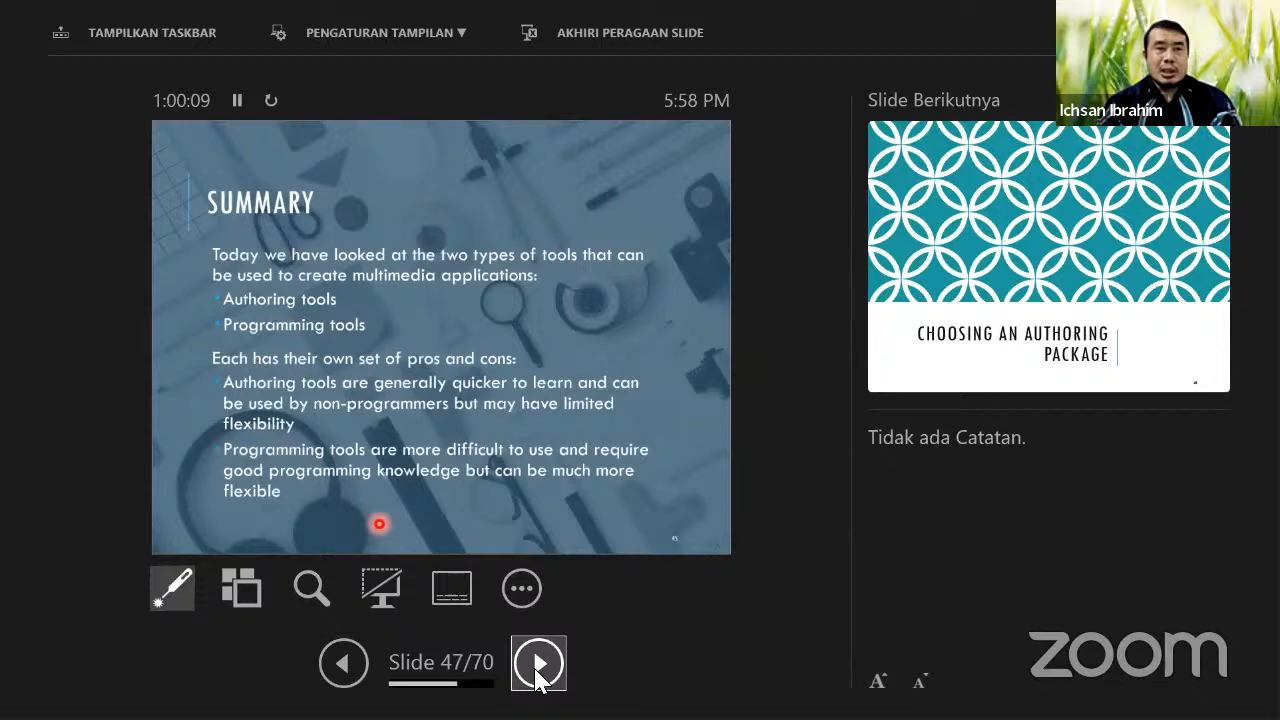 TAMPILKAN TASKBAR
PENGATURAN TAMPILAN ▼
AKHIRI PERAGAAN SLIDE
Ichsan Ibrahim
1:00:09
5:58 PM
SUMMARY
Today we have looked at the two types of tools that can
be used to create multimedia applications:
Authoring tools
Programming tools
Each has their own set of pros and cons:
Authoring tools are generally quicker to learn and can
be used by non-programmers but may have limited
flexibility
Programming tools are more difficult to use and require
good programming knowledge but can be much more
flexible
Slide 47/70
Slide Berikutnya
CHOOSING AN AUTHORING
PACKAGE
Tidak ada Catatan.
A A
zoom